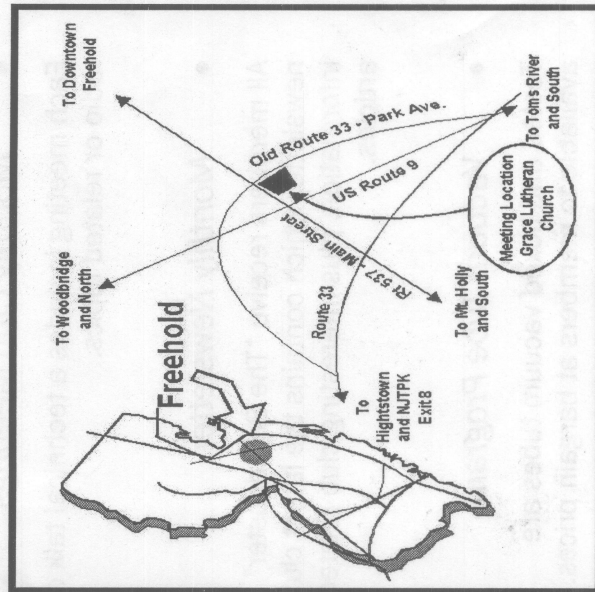 Freehold
To Woodbridge
and North
To Downtown
Freehold
Old Route 33 - Park Ave.
US Route 9
Rt 537 - Main Street
Route 33
To
Hightstown
and NJTPK
Exit 8
To Mt. Holly
and South
Meeting Location
Grace Lutheran
Church
To Toms River
and South